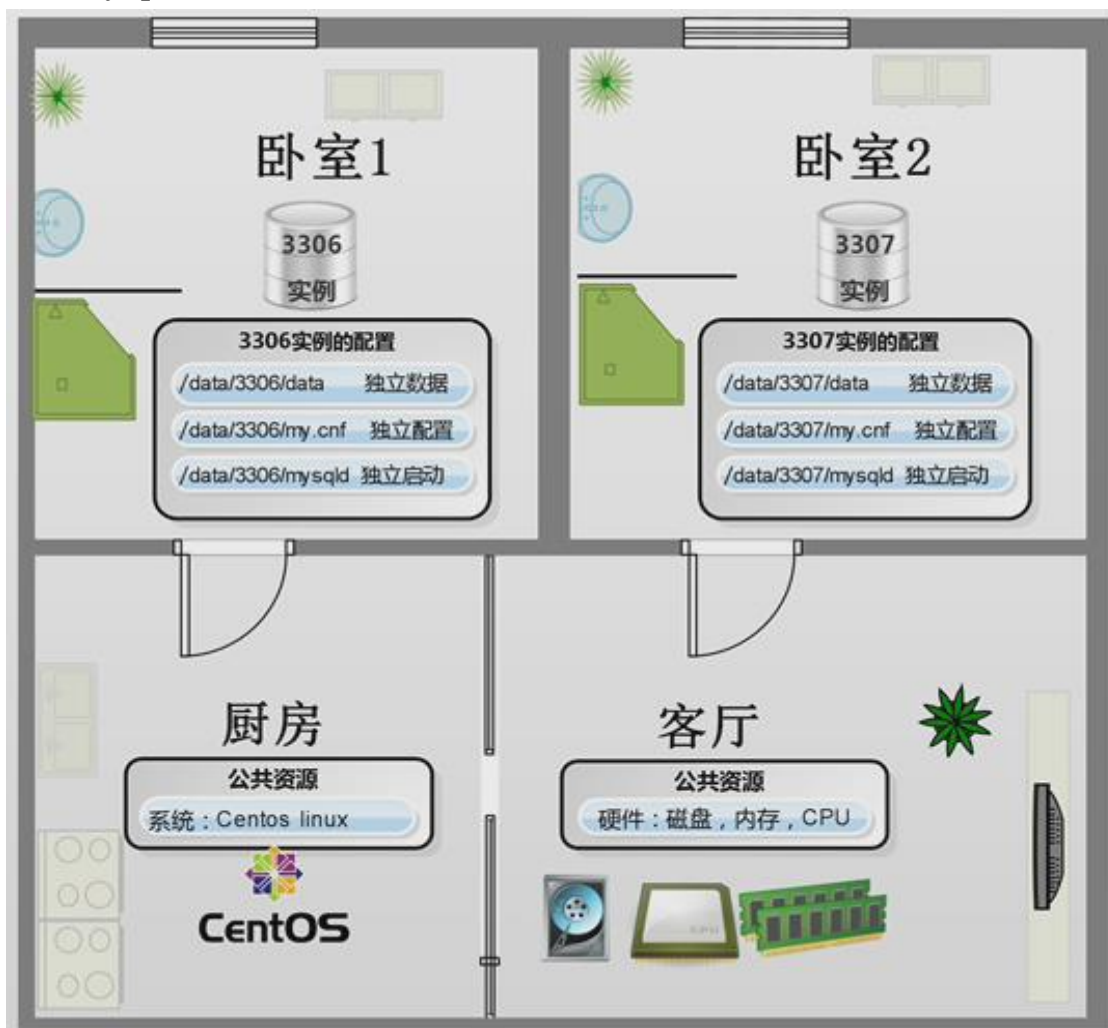 卧室1
3306
实例
3306实例的配置
/data/3306/data 独立数据
/data/3306/my.cnf 独立配置
/data/3306/mysqld 独立启动
卧室2
3307
实例
3307实例的配置
/data/3307/data 独立数据
/data/3307/my.cnf 独立配置
/data/3307/mysqld 独立启动
厨房
公共资源
系统：Centos linux
CentOS
客厅
公共资源
硬件：磁盘，内存，CPU
CPU